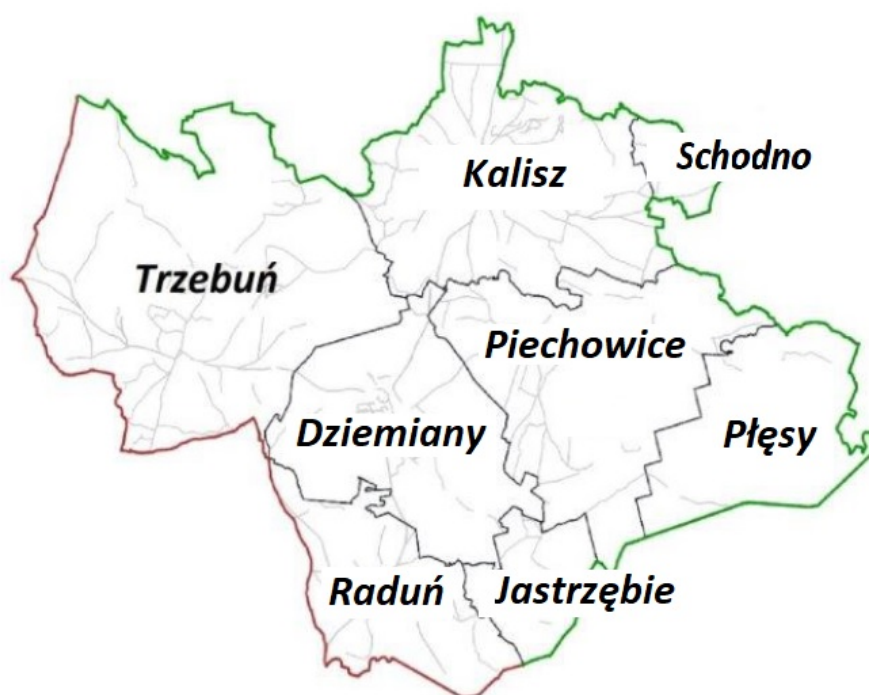 Kalisz
Schodno
Trzebuń
Piechowice
Dziemiany
Płęsy
Raduń
Jastrzębie